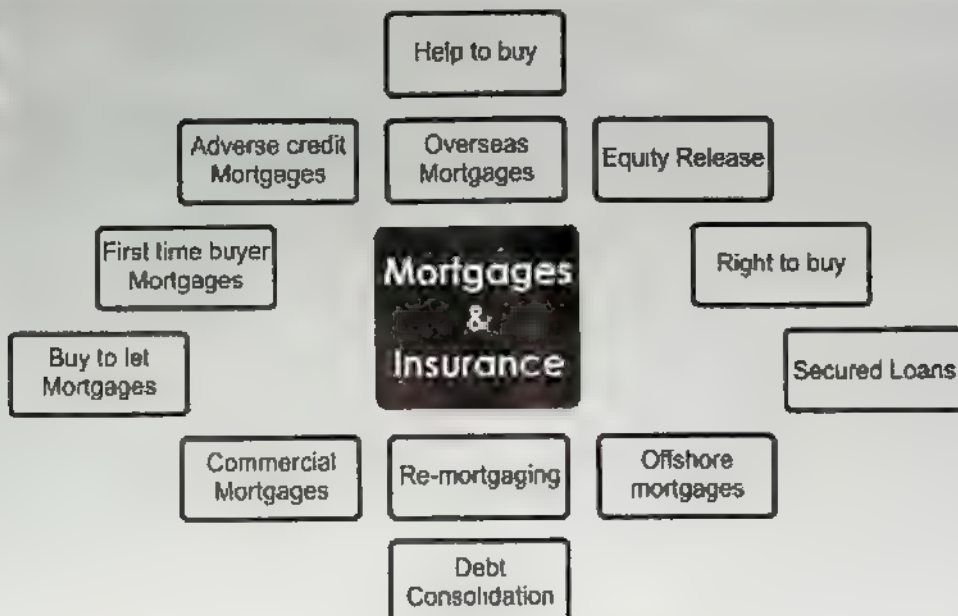 Help to buy
Adverse credit
Mortgages
Overseas
Mortgages
Equity Release
First time buyer
Mortgages
Mortgages
&
Insurance
Right to buy
Buy to let
Mortgages
Secured Loans
Commercial
Mortgages
Re-mortgaging
Offshore
mortgages
Debt
Consolidation